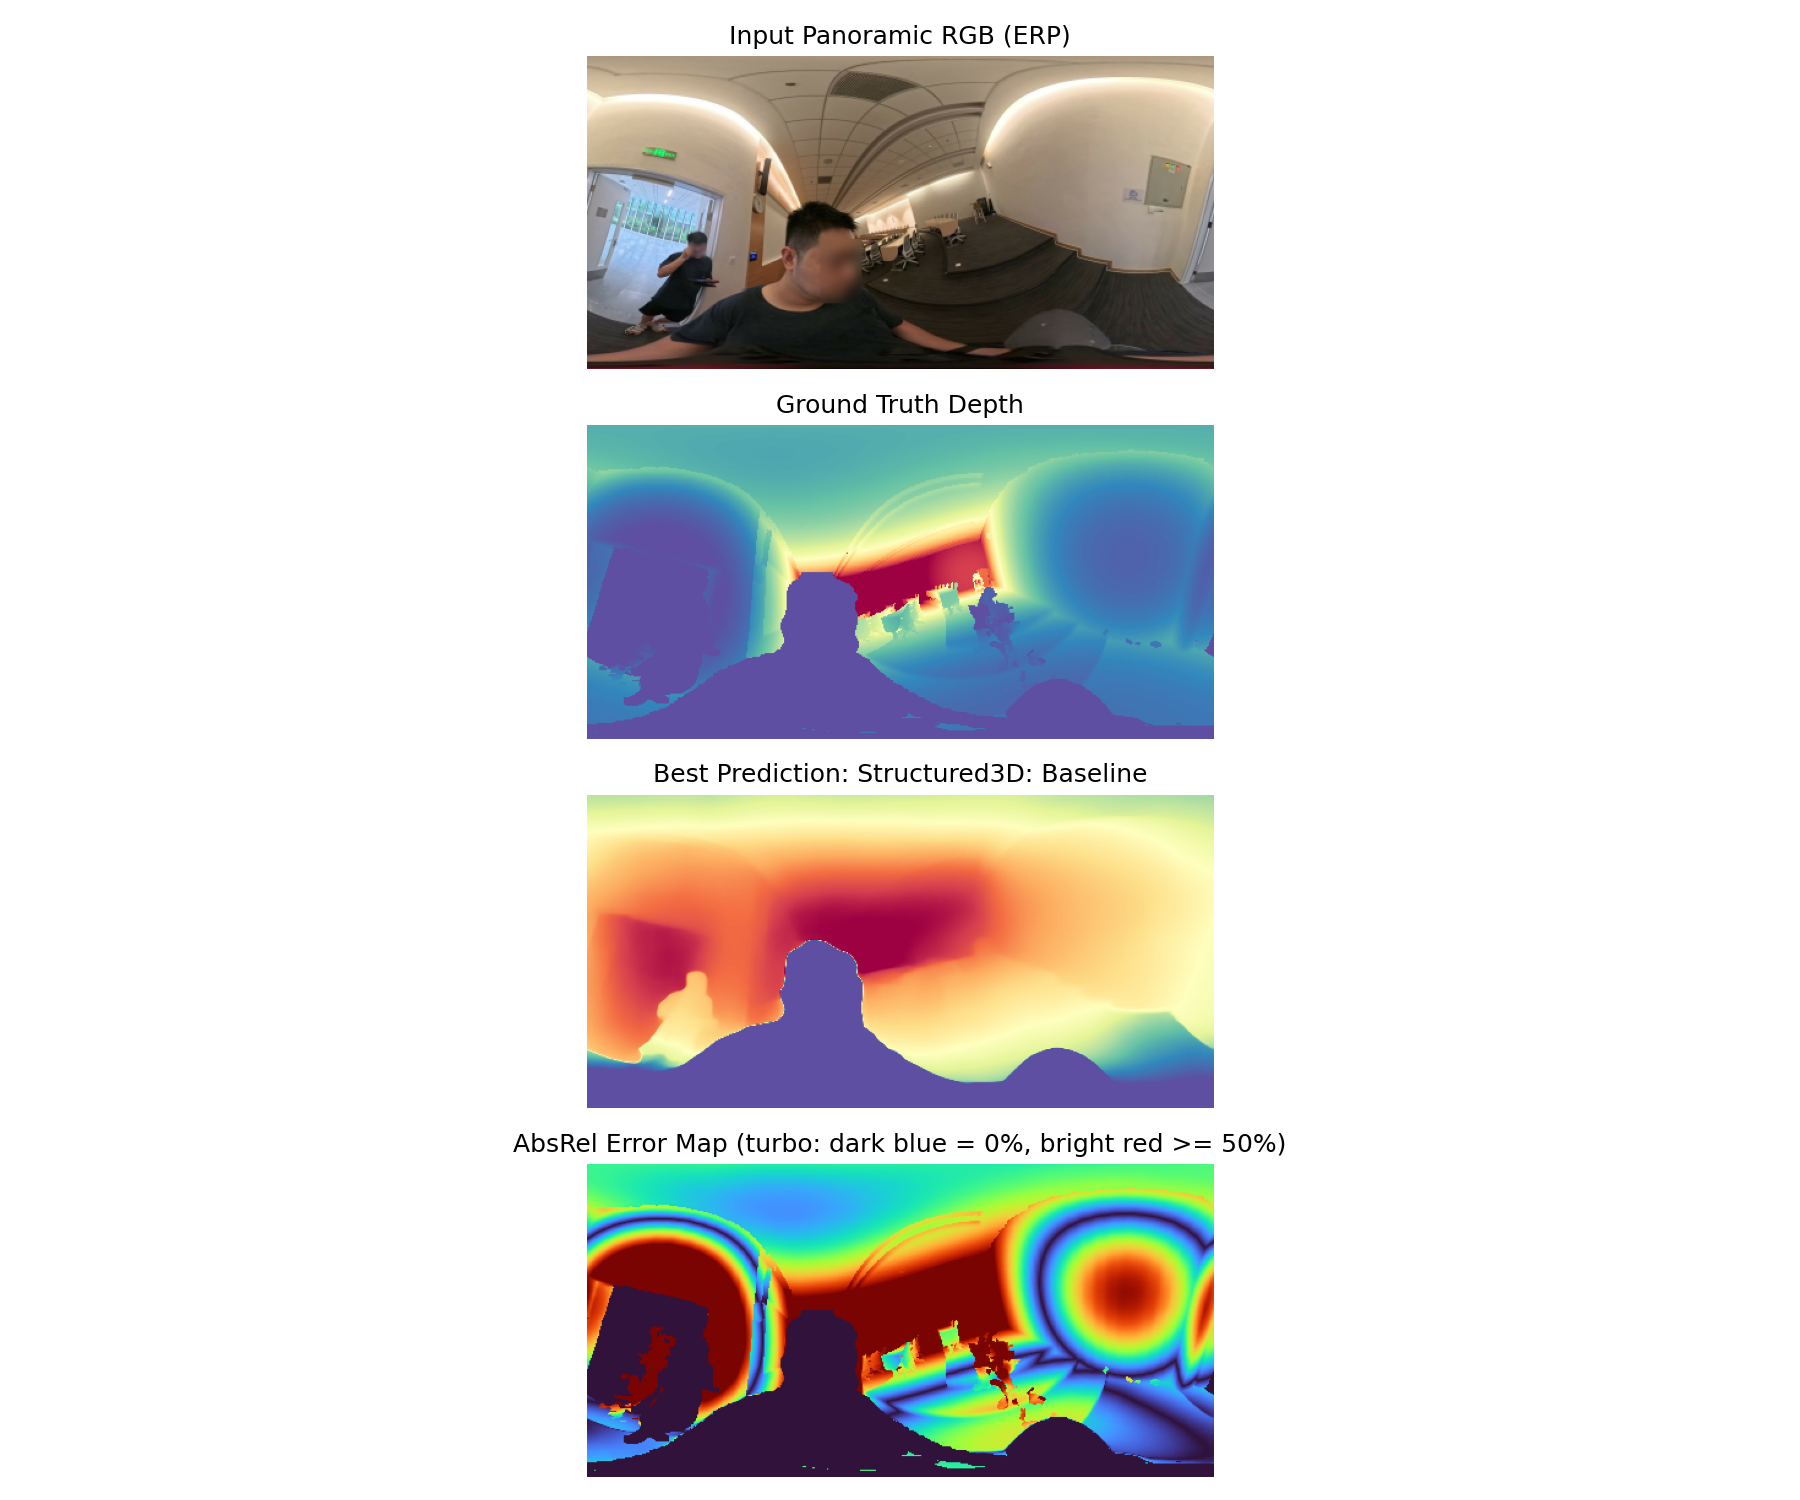 Input Panoramic RGB (ERP)
Ground Truth Depth
Best Prediction: Structured3D: Baseline
AbsRel Error Map (turbo: dark blue = 0%, bright red >= 50%)